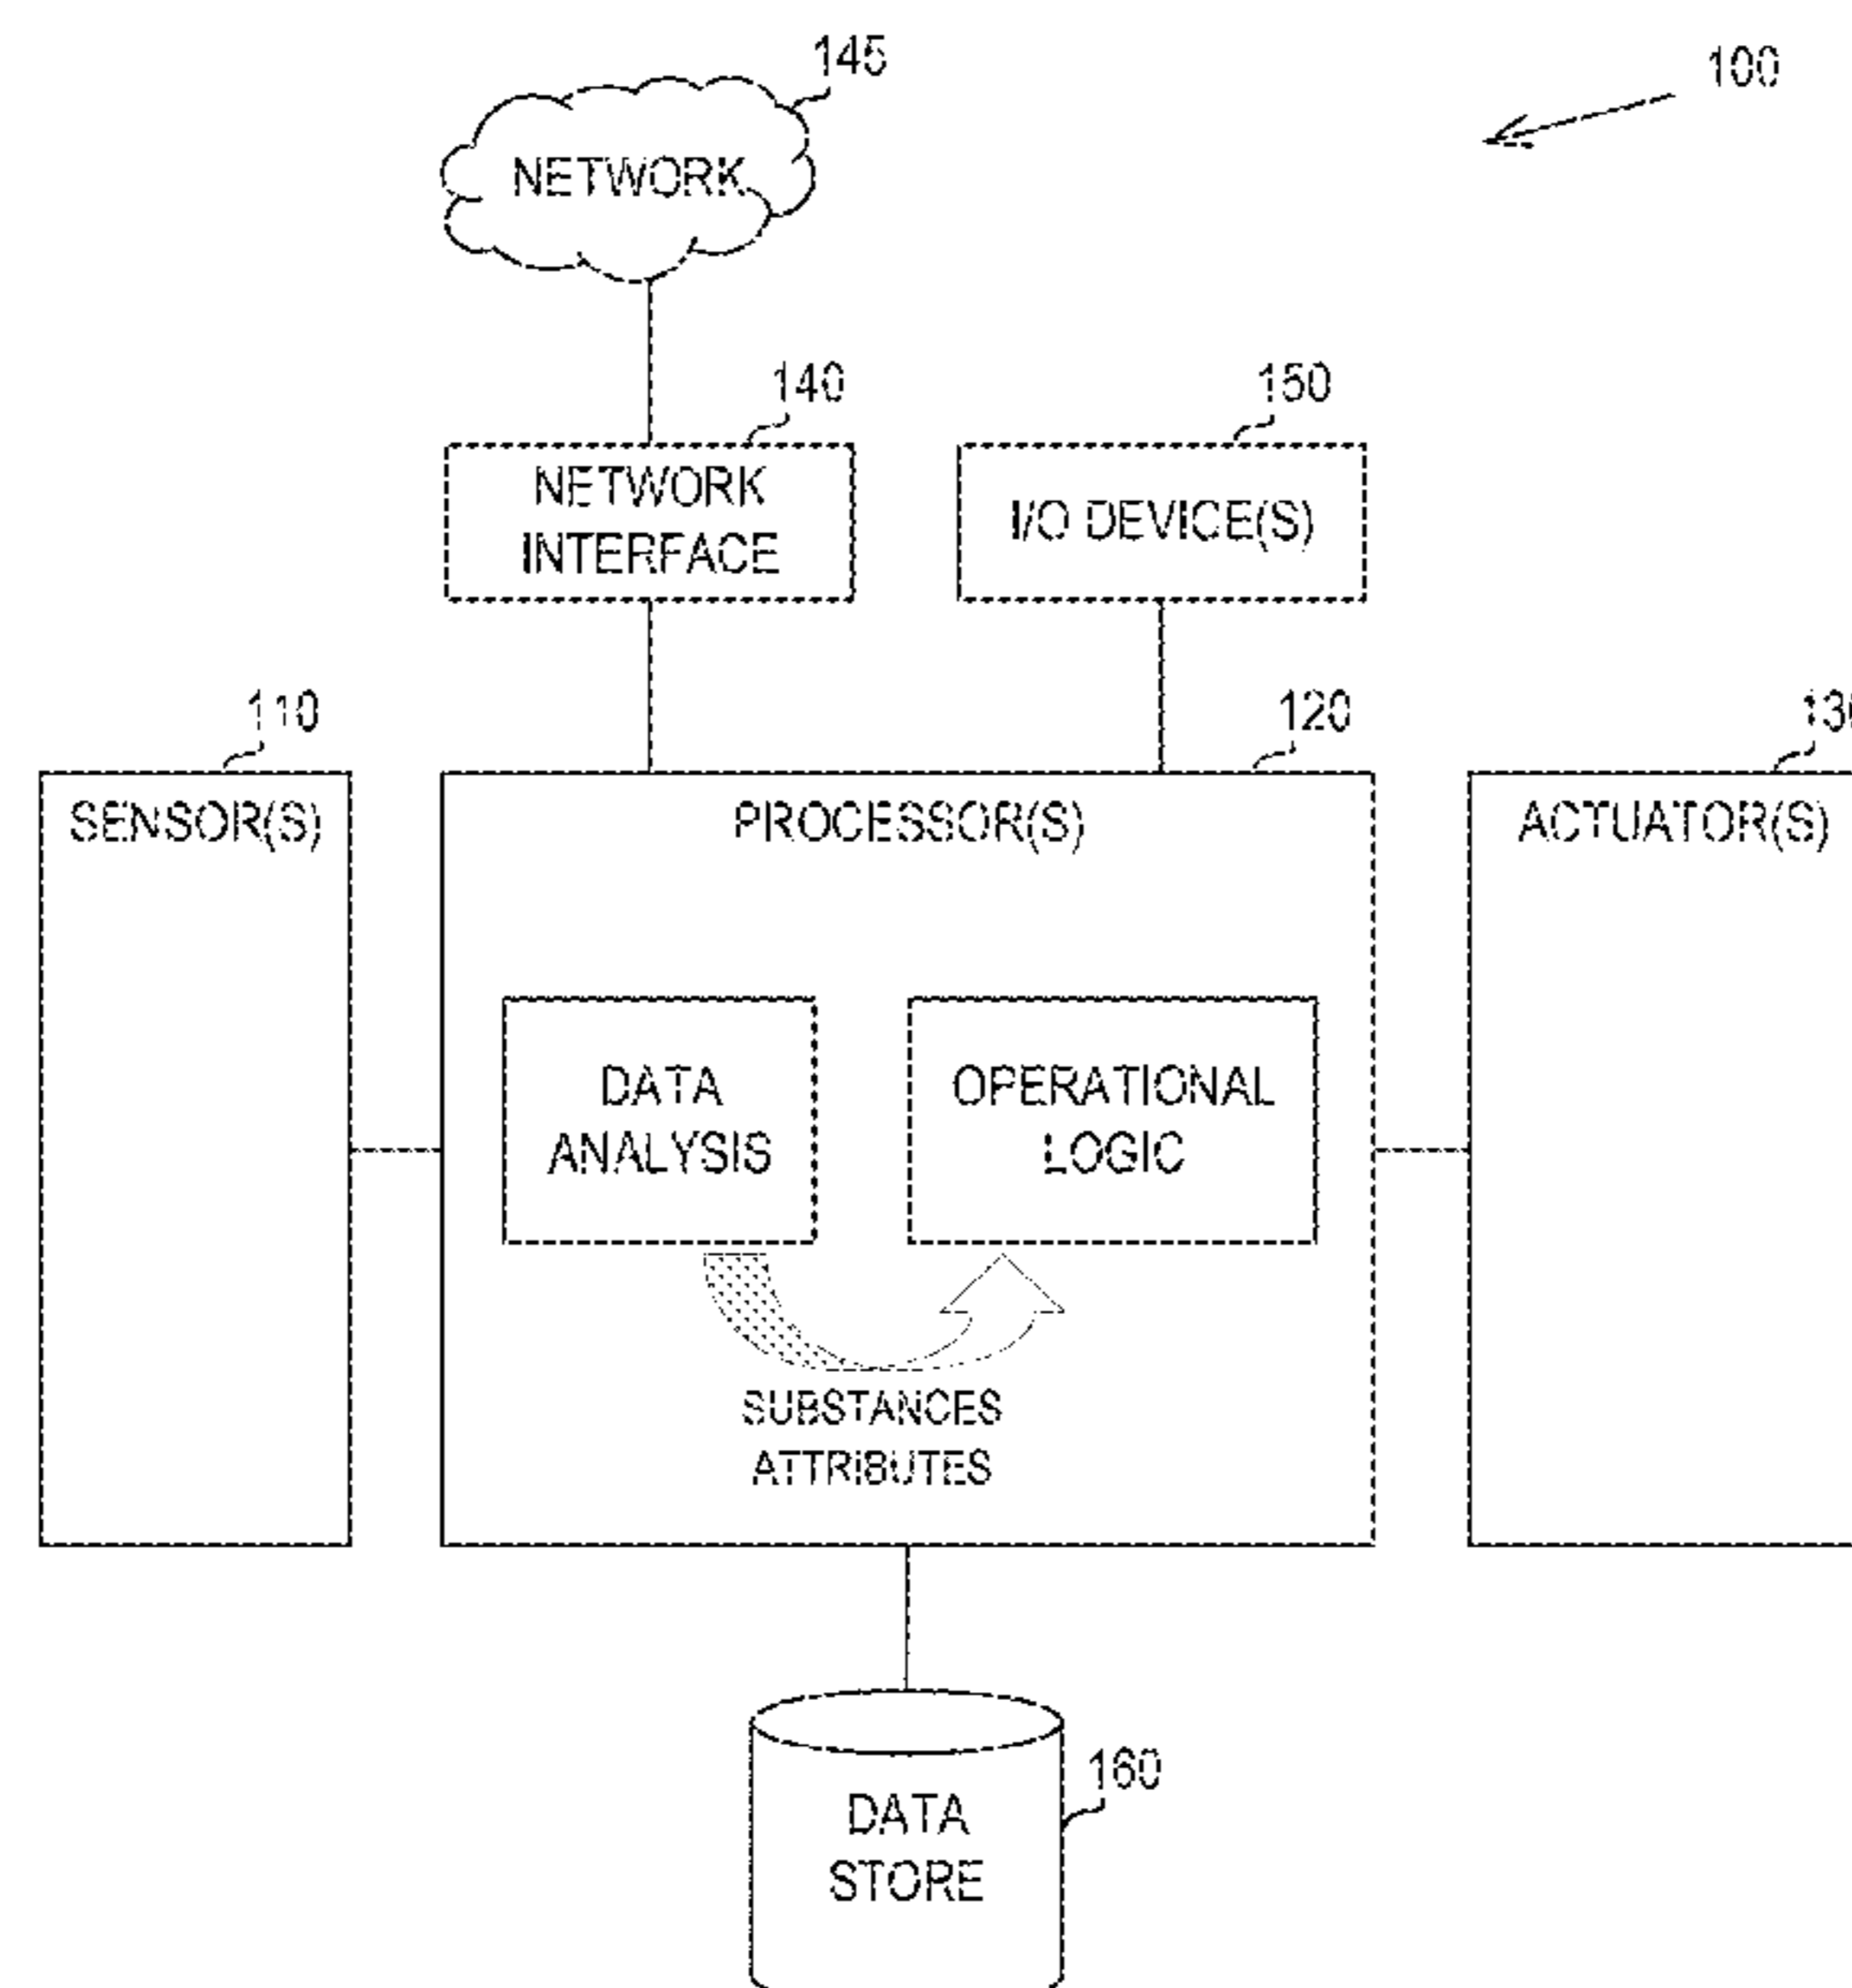 145
100
NETWORK
140
150
NETWORK
INTERFACE
I/O DEVICE(S)
110
120
SENSOR(S)
PROCESSOR(S)
ACTUATOR(S)
DATA
ANALYSIS
OPERATIONAL
LOGIC
SUBSTANCES
ATTRIBUTES
160
DATA
STORE